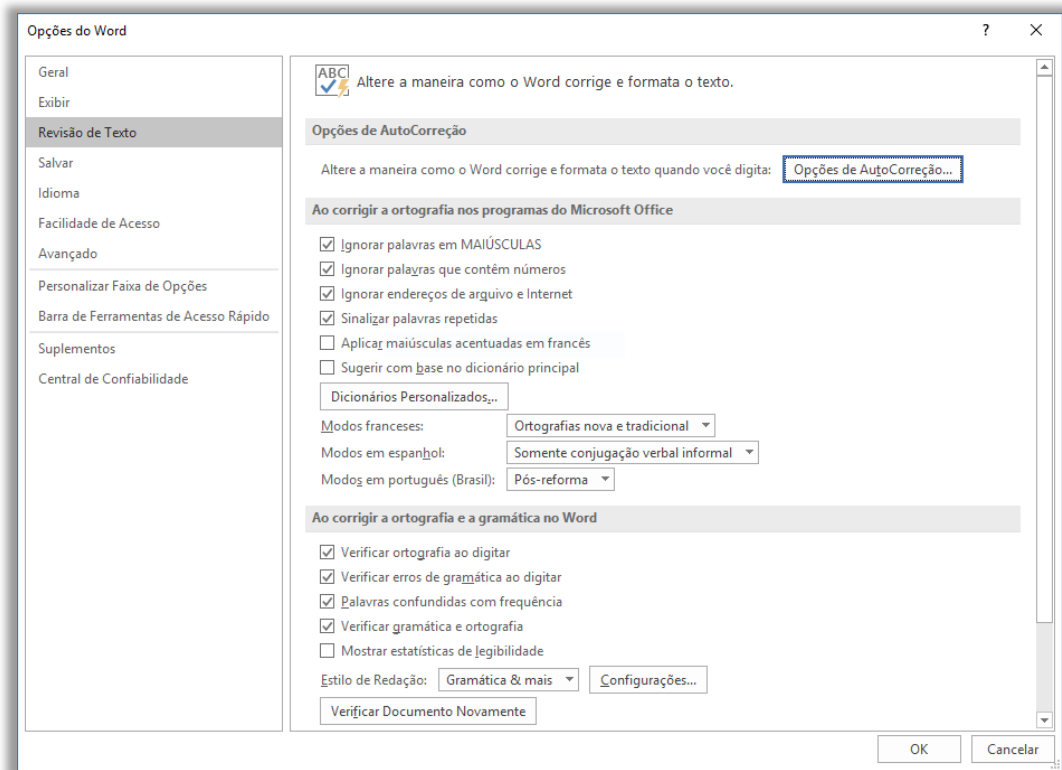 Opções do Word
?
Geral
Exibir
Revisão de Texto
Salvar
Idioma
Facilidade de Acesso
Avançado
Personalizar Faixa de Opções
Barra de Ferramentas de Acesso Rápido
Suplementos
Central de Confiabilidade
ABC
Altere a maneira como o Word corrige e formata o texto.
Opções de AutoCorreção
Altere a maneira como o Word corrige e formata o texto quando você digita: Opções de AutoCorreção...
Ao corrigir a ortografia nos programas do Microsoft Office
Ignorar palavras em MAIÚSCULAS
Ignorar palavras que contêm números
Ignorar endereços de arquivo e Internet
Sinalizar palavras repetidas
Aplicar maiúsculas acentuadas em francês
Sugerir com base no dicionário principal
Dicionários Personalizados...
Modos franceses: Ortografias nova e tradicional
Modos em espanhol: Somente conjugação verbal informal
Modos em português (Brasil): Pós-reforma
Ao corrigir a ortografia e a gramática no Word
Verificar ortografia ao digitar
Verificar erros de gramática ao digitar
Palavras confundidas com frequência
Verificar gramática e ortografia
Mostrar estatísticas de legibilidade
Estilo de Redação: Gramática & mais Configurações...
Verificar Documento Novamente
OK Cancelar